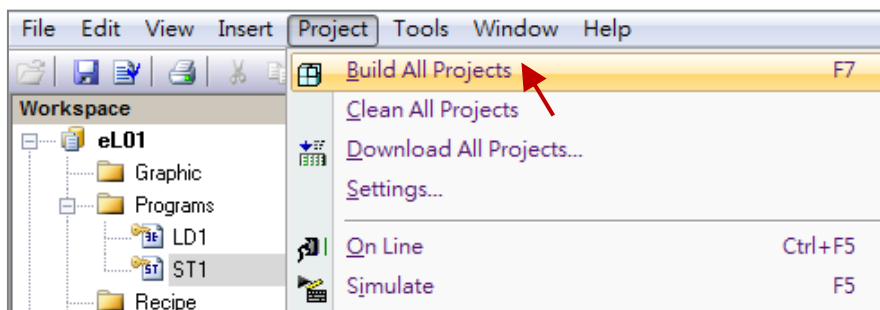 File Edit View Insert Project Tools Window Help
Build All Projects F7
Workspace
Clean All Projects
eL01
Download All Projects...
Graphic
Settings...
Programs
LD1
On Line Ctrl+F5
ST1
Simulate F5
Recipe